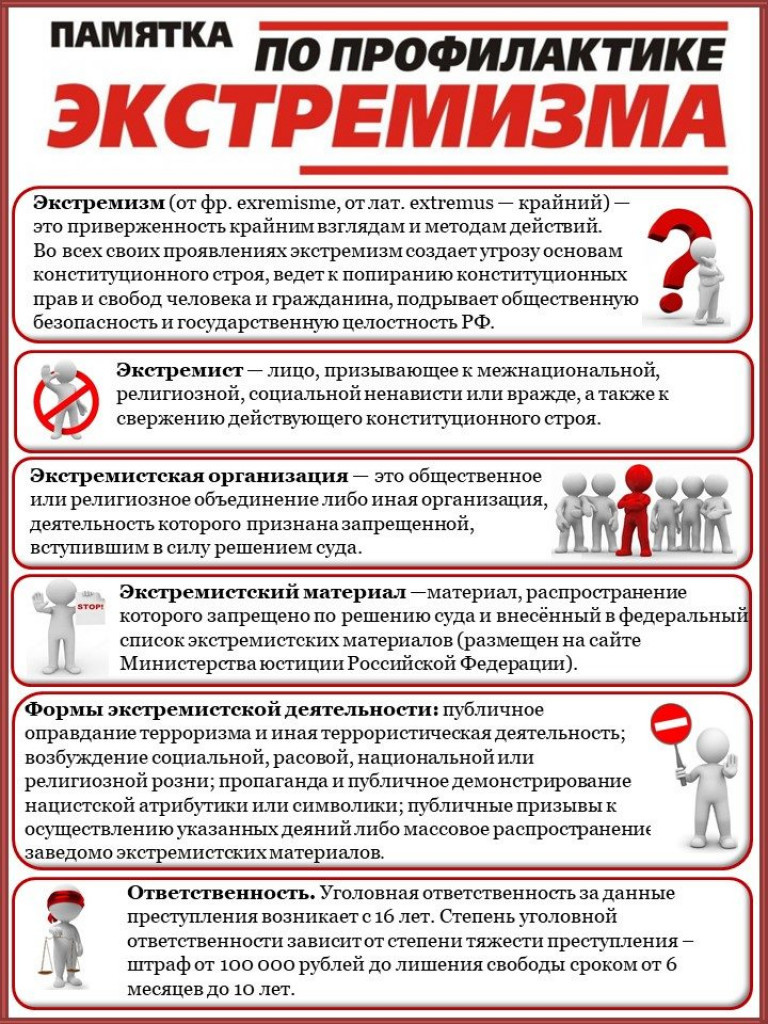 ПАМЯТКА
ПО ПРОФИЛАКТИКЕ
ЭКСТРЕМИЗМА
Экстремизм (от фр. exremisme, от лат. extremus — крайний) —
это приверженность крайним взглядам и методам действий.
Во всех своих проявлениях экстремизм создает угрозу основам
конституционного строя, ведет к попиранию конституционных
прав и свобод человека и гражданина, подрывает общественную
безопасность и государственную целостность РФ.
Экстремист — лицо, призывающее к межнациональной,
религиозной, социальной ненависти или вражде, а также к
свержению действующего конституционного строя.
Экстремистская организация — это общественное
или религиозное объединение либо иная организация,
деятельность которого признана запрещенной,
вступившим в силу решением суда.
STOP!
Экстремистский материал —материал, распространение
которого запрещено по решению суда и внесённый в федеральный
список экстремистских материалов (размещен на сайте
Министерства юстиции Российской Федерации).
Формы экстремистской деятельности: публичное
оправдание терроризма и иная террористическая деятельность;
возбуждение социальной, расовой, национальной или
религиозной розни; пропаганда и публичное демонстрирование
нацистской атрибутики или символики; публичные призывы к
осуществлению указанных деяний либо массовое распространение
заведомо экстремистских материалов.
Ответственность. Уголовная ответственность за данные
преступления возникает с 16 лет. Степень уголовной
ответственности зависит от степени тяжести преступления –
штраф от 100 000 рублей до лишения свободы сроком от 6
месяцев до 10 лет.